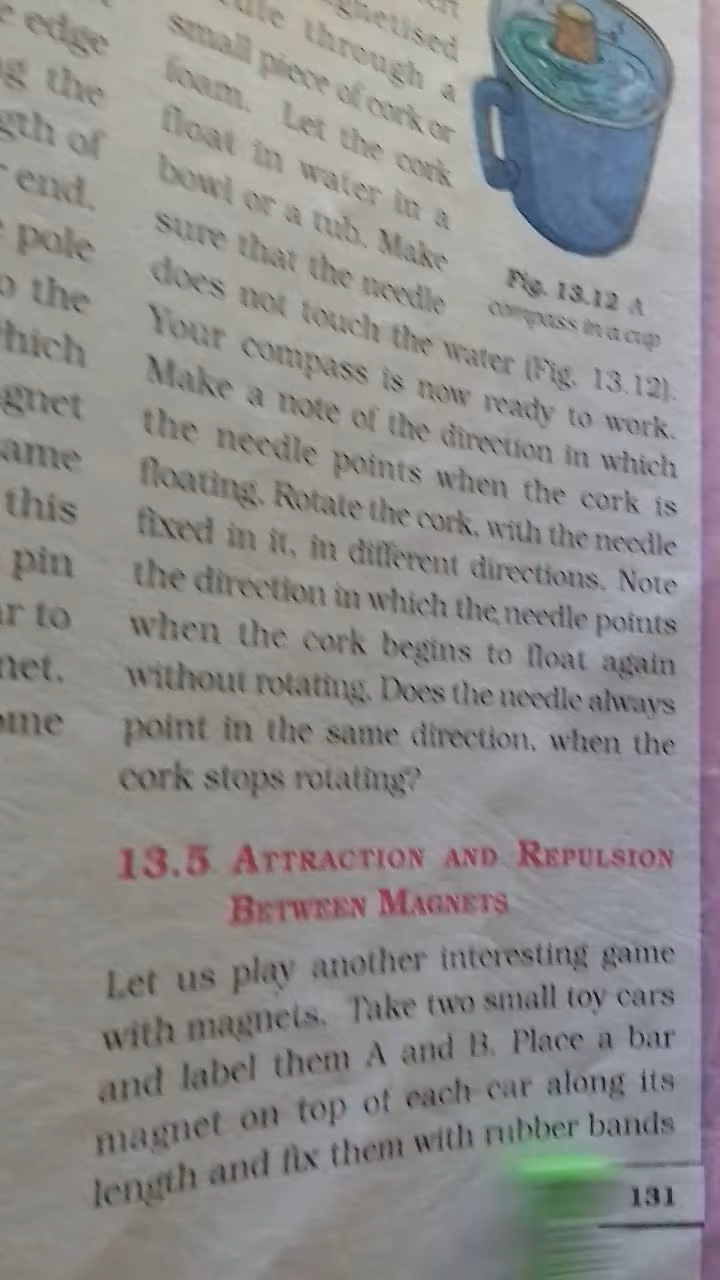 edge
the
of
end.
pole
the
this
pin
to
through a
small piece of cork or
foam. Let the cork
float in water in a
bowl or a tub. Make
sure that the needle
does not touch the water (Fig. 13.12).
Your compass is now ready to work.
Make a note of the direction in which
the needle points when the cork is
floating. Rotate the cork, with the needle
fixed in it, in different directions. Note
the direction in which the needle points
when the cork begins to float again
without rotating. Does the needle always
point in the same direction, when the
cork stops rotating?
Fig. 13.12 A
compass in a cup
13.5 ATTRACTION AND REPULSION
BETWEEN MAGNETS
Let us play another interesting game
with magnets. Take two small toy cars
and label them A and B. Place a bar
magnet on top of each car along its
length and fix them with rubber bands
131